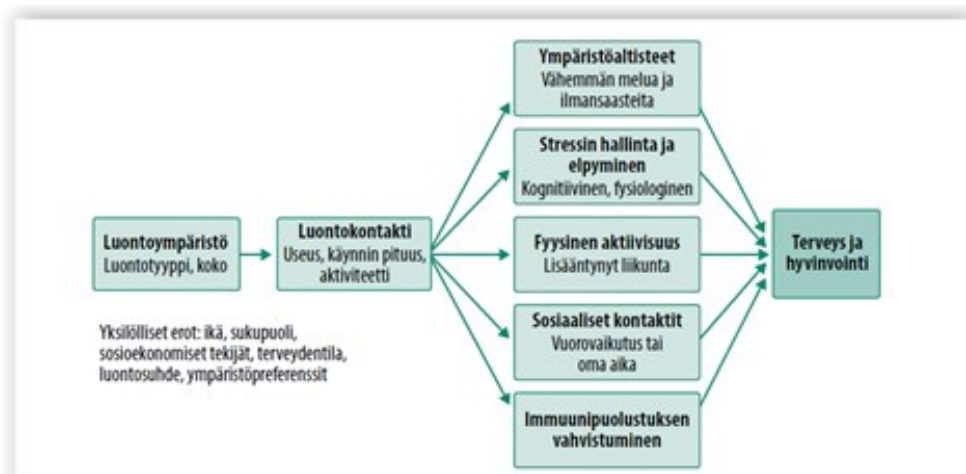 Luontoympäristö
Luontotyyppi, koko
Luontokontakti
Useus, käynnin pituus,
aktiviteetti
Ympäristöaltisteet
Vähemmän melua ja
ilmansaasteita
Stressin hallinta ja
elpyminen
Kognitiivinen, fysiologinen
Fyysinen aktiivisuus
Lisääntynyt liikunta
Sosiaaliset kontaktit
Vuorovaikutus tai
oma aika
Immuunipuolustuksen
vahvistuminen
Terveys ja
hyvinvointi
Yksilölliset erot: ikä, sukupuoli,
sosioekonomiset tekijät, terveydentila,
luontosuhde, ympäristöpreferenssit